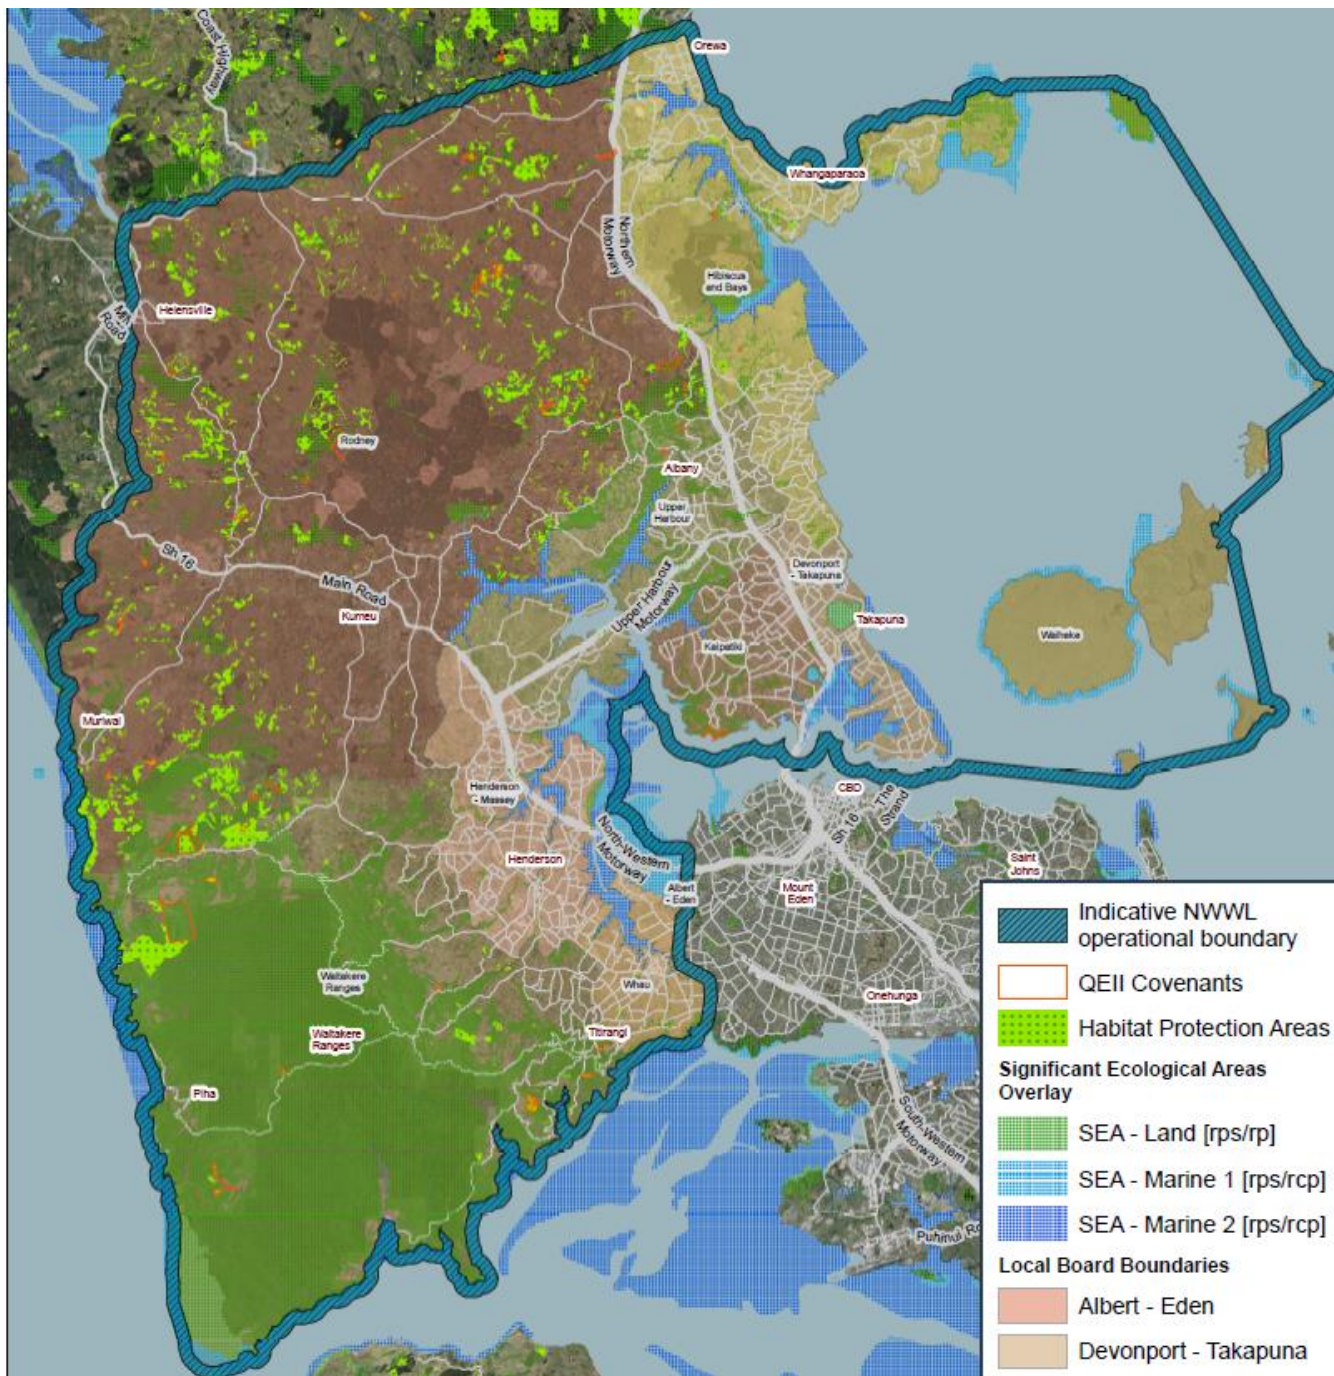 Coast Highway
Orewa
Whangaparaoa
Northern
Motorway
Hibiscus
and Bays
Helensville
Road
Rodney
Albany
Upper
Harbour
Sh 16
Main Road
Kumeu
Upper Harbour
Motorway
Devonport
- Takapuna
Takapuna
Kaipatiki
Waiheke
Muriwai
Henderson
- Massey
CBD
The
Strand
Sh 16
North-Western
Motorway
Henderson
Albert
- Eden
Mount
Eden
Saint
Johns
Waitakere
Ranges
Whau
Onehunga
Waitakere
Ranges
Titirangi
Piha
South-Western
Motorway
Puhinui
Indicative NWWL
operational boundary
QEII Covenants
Habitat Protection Areas
Significant Ecological Areas
Overlay
SEA - Land [rps/rp]
SEA - Marine 1 [rps/rcp]
SEA - Marine 2 [rps/rcp]
Local Board Boundaries
Albert - Eden
Devonport - Takapuna